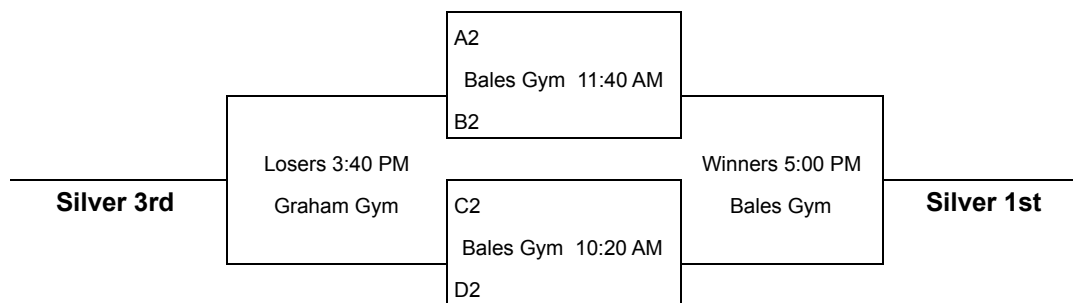 A2
Bales Gym 11:40 AM
B2
Losers 3:40 PM
Winners 5:00 PM
Silver 3rd
Graham Gym
C2
Bales Gym
Silver 1st
Bales Gym 10:20 AM
D2